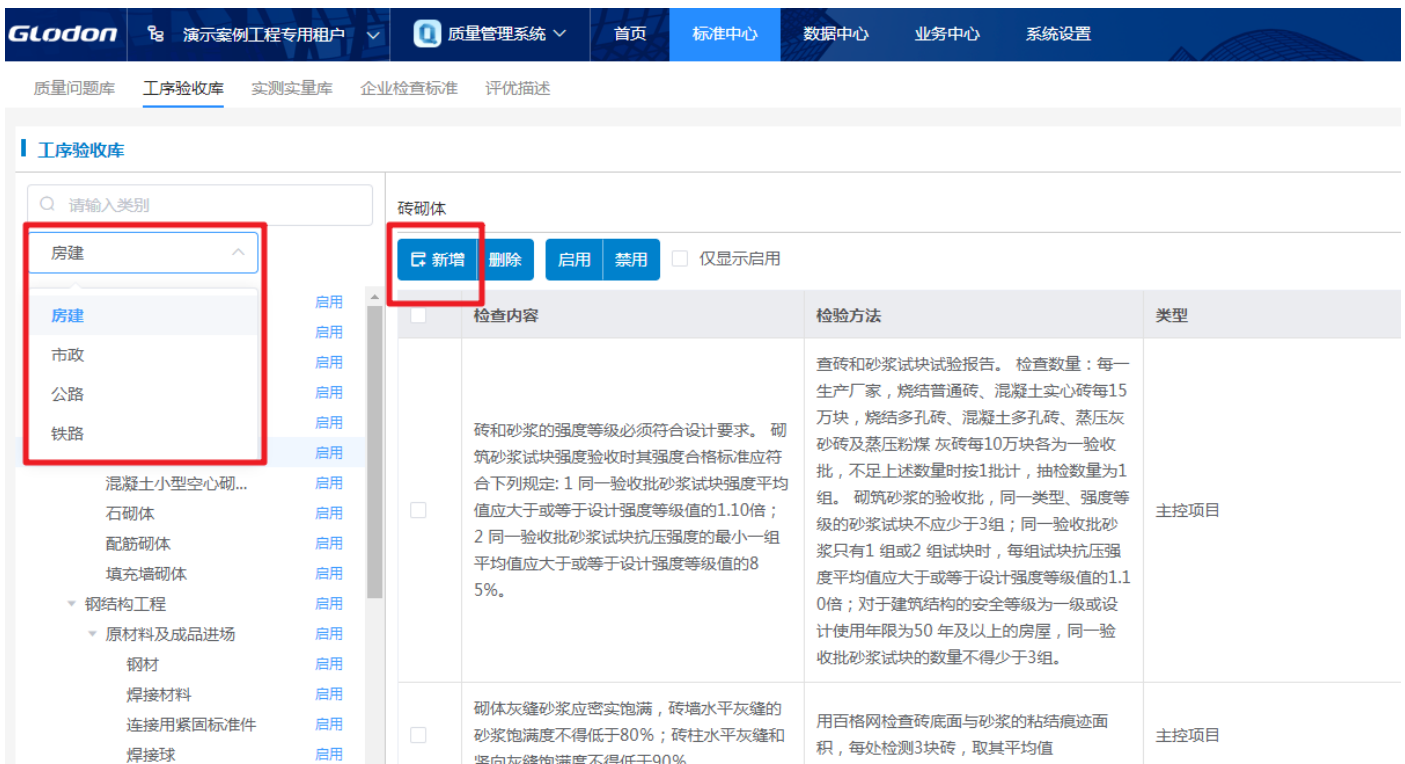 GLodon 演示案例工程专用租户 质量管理系统 首页 标准中心 数据中心 业务中心 系统设置
质量问题库 工序验收库 实测实量库 企业检查标准 评优描述
工序验收库
请输入类别
房建
房建
市政
公路
铁路
启用
启用
启用
启用
启用
启用
混凝土小型空心砌... 启用
石砌体 启用
配筋砌体 启用
填充墙砌体 启用
钢结构工程 启用
原材料及成品进场 启用
钢材 启用
焊接材料 启用
连接用紧固标准件 启用
焊接球 启用
砖砌体
新增 删除 启用 禁用 仅显示启用
检查内容 检验方法 类型
砖和砂浆的强度等级必须符合设计要求。 砌
筑砂浆试块强度验收时其强度合格标准应符
合下列规定: 1 同一验收批砂浆试块强度平均
值应大于或等于设计强度等级值的1.10倍；
2 同一验收批砂浆试块抗压强度的最小一组
平均值应大于或等于设计强度等级值的8
5%。
查砖和砂浆试块试验报告。 检查数量：每一
生产厂家，烧结普通砖、混凝土实心砖每15
万块，烧结多孔砖、混凝土多孔砖、蒸压灰
砂砖及蒸压粉煤 灰砖每10万块各为一验收
批，不足上述数量时按1批计，抽检数量为1
组。 砌筑砂浆的验收批，同一类型、强度等
级的砂浆试块不应少于3组；同一验收批砂
浆只有1 组或2 组试块时，每组试块抗压强
度平均值应大于或等于设计强度等级值的1.1
0倍；对于建筑结构的安全等级为一级或设
计使用年限为50 年及以上的房屋，同一验
收批砂浆试块的数量不得少于3组。
主控项目
砌体灰缝砂浆应密实饱满，砖墙水平灰缝的
砂浆饱满度不得低于80%；砖柱水平灰缝和
竖向灰缝饱满度不得低于90%
用百格网检查砖底面与砂浆的粘结痕迹面
积，每处检测3块砖，取其平均值
主控项目